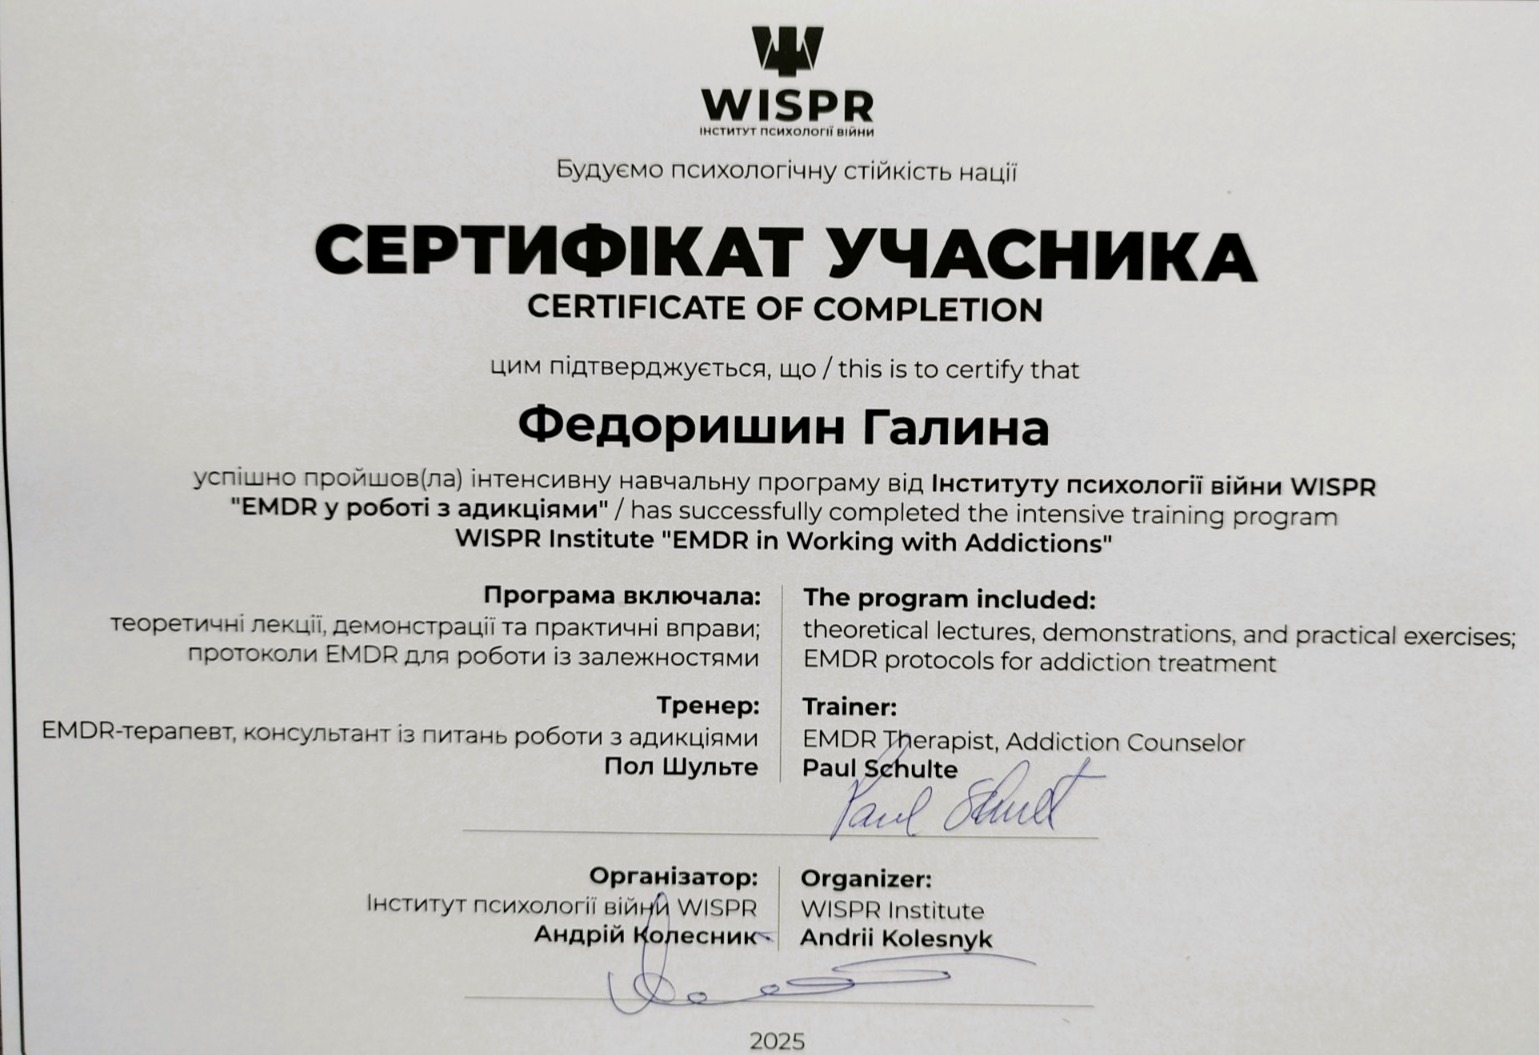 WISPR
ІНСТИТУТ ПСИХОЛОГІЇ ВІЙНИ
Будуємо психологічну стійкість нації
СЕРТИФІКАТ УЧАСНИКА
CERTIFICATE OF COMPLETION
цим підтверджується, що / this is to certify that
Федоришин Галина
успішно пройшов(ла) інтенсивну навчальну програму від Інституту психології війни WISPR
"EMDR у роботі з адикціями" / has successfully completed the intensive training program
WISPR Institute "EMDR in Working with Addictions"
Програма включала:
теоретичні лекції, демонстрації та практичні вправи;
протоколи EMDR для роботи із залежностями
The program included:
theoretical lectures, demonstrations, and practical exercises;
EMDR protocols for addiction treatment
Тренер:
EMDR-терапевт, консультант із питань роботи з адикціями
Пол Шульте
Trainer:
EMDR Therapist, Addiction Counselor
Paul Schulte
Організатор:
Інститут психології війни WISPR
Андрій Колесник
Organizer:
WISPR Institute
Andrii Kolesnyk
2025